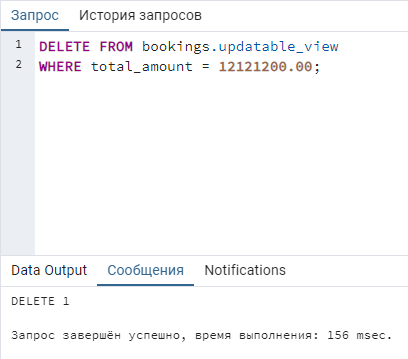 Запрос История запросов
1 DELETE FROM bookings.updatable_view
2 WHERE total_amount = 12121200.00;
Data Output Сообщения Notifications
DELETE 1
Запрос завершён успешно, время выполнения: 156 msec.